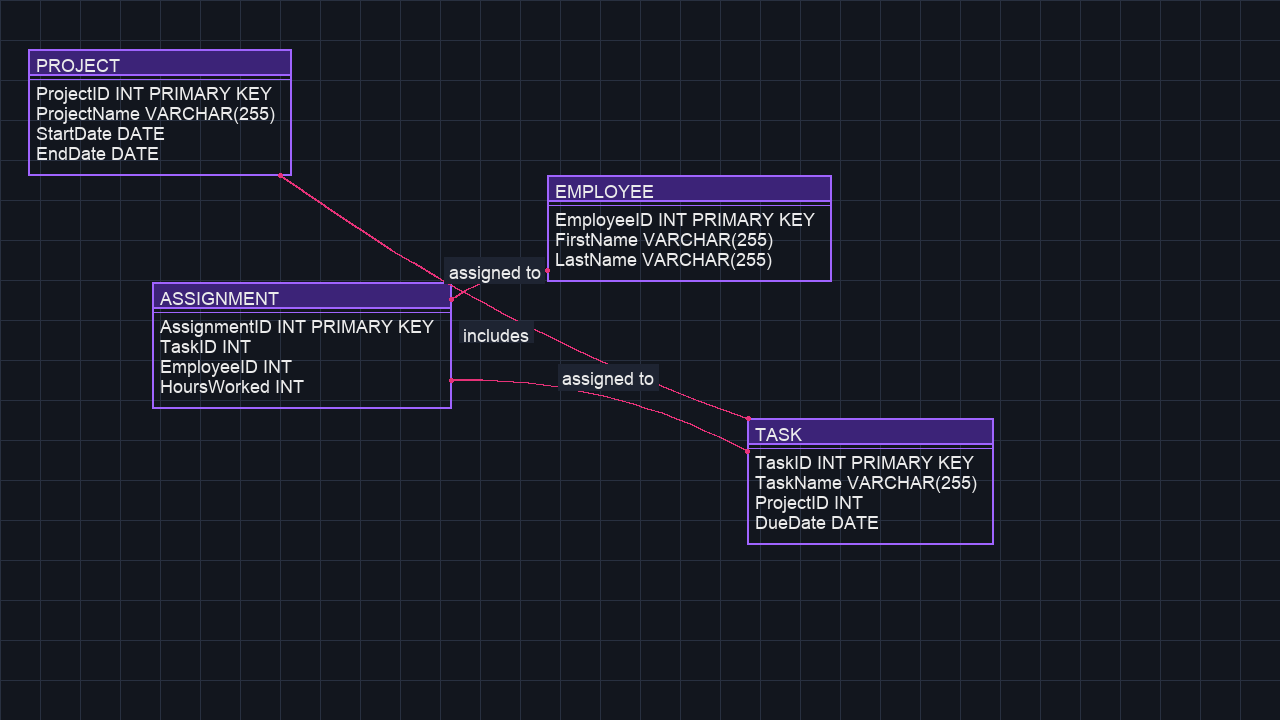 PROJECT
ProjectID INT PRIMARY KEY
ProjectName VARCHAR(255)
StartDate DATE
EndDate DATE
EMPLOYEE
EmployeeID INT PRIMARY KEY
FirstName VARCHAR(255)
LastName VARCHAR(255)
assigned to
ASSIGNMENT
AssignmentID INT PRIMARY KEY
TaskID INT
EmployeeID INT
HoursWorked INT
includes
assigned to
TASK
TaskID INT PRIMARY KEY
TaskName VARCHAR(255)
ProjectID INT
DueDate DATE